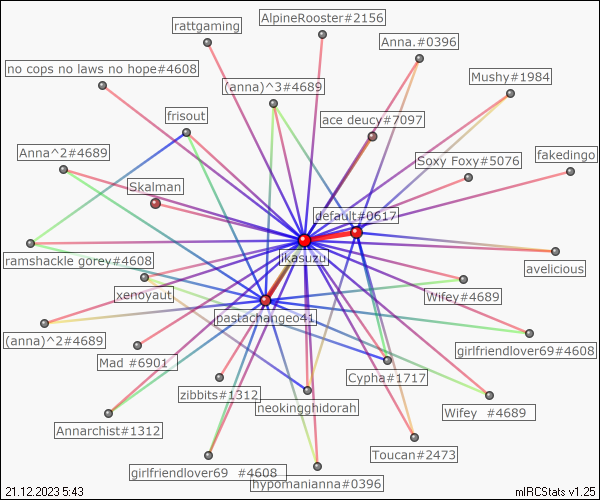 AlpineRooster#2156
rattgaming
Anna.#0396
no cops no laws no hope#4608
Mushy#1984
(anna)^3#4689
frisout
ace deucy#7097
Anna^2#4689
Soxy Foxy#5076
fakedingo
Skalman
default#0617
ramshackle gorey#4608
ikasuzu
avelicious
xenoyaut
Wifey#4689
pastachangeo41
(anna)^2#4689
girlfriendlover69#4608
Mad #6901
Cypha#1717
zibbits#1312
neokingghidorah
Wifey #4689
Annarchist#1312
Toucan#2473
girlfriendlover69 #4608
hypomanianna#0396
21.12.2023 5:43
mIRCStats v1.25